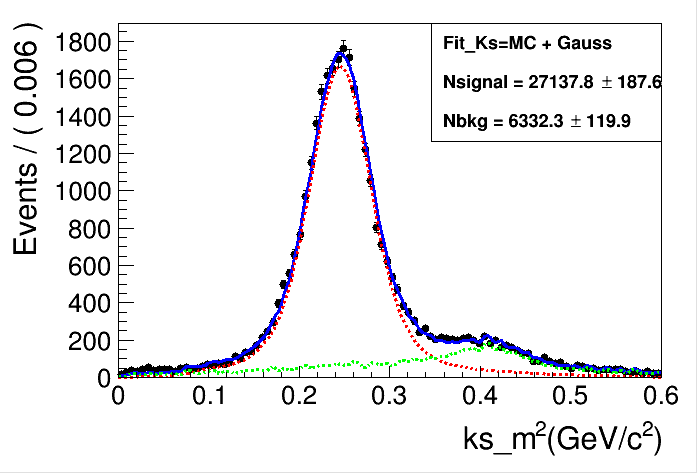 Fit_Ks=MC + Gauss
Nsignal = 27137.8 ± 187.6
Nbkg = 6332.3 ± 119.9
Events / ( 0.006 )
1800
1600
1400
1200
1000
800
600
400
200
0
0 0.1 0.2 0.3 0.4 0.5 0.6
ks_m²(GeV/c²)